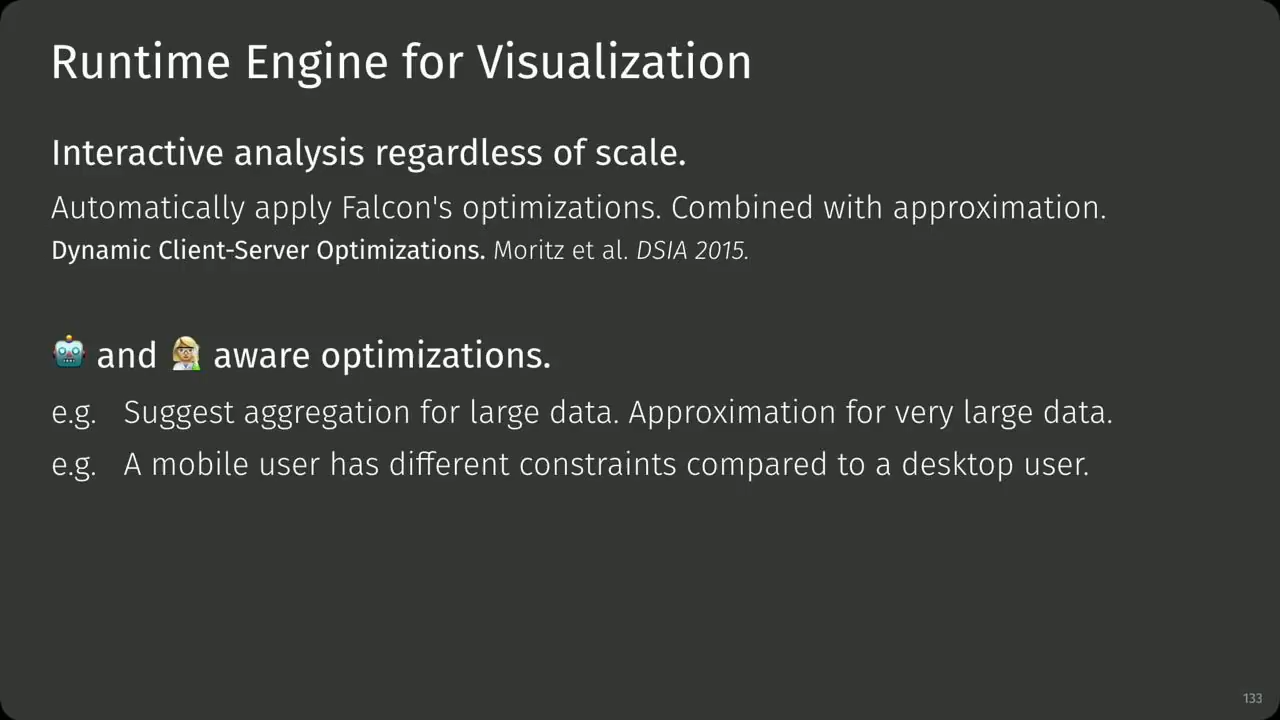 Runtime Engine for Visualization
Interactive analysis regardless of scale.
Automatically apply Falcon's optimizations. Combined with approximation.
Dynamic Client-Server Optimizations. Moritz et al. DSIA 2015.
🤖 and 👩‍🔬 aware optimizations.
e.g. Suggest aggregation for large data. Approximation for very large data.
e.g. A mobile user has different constraints compared to a desktop user.
133